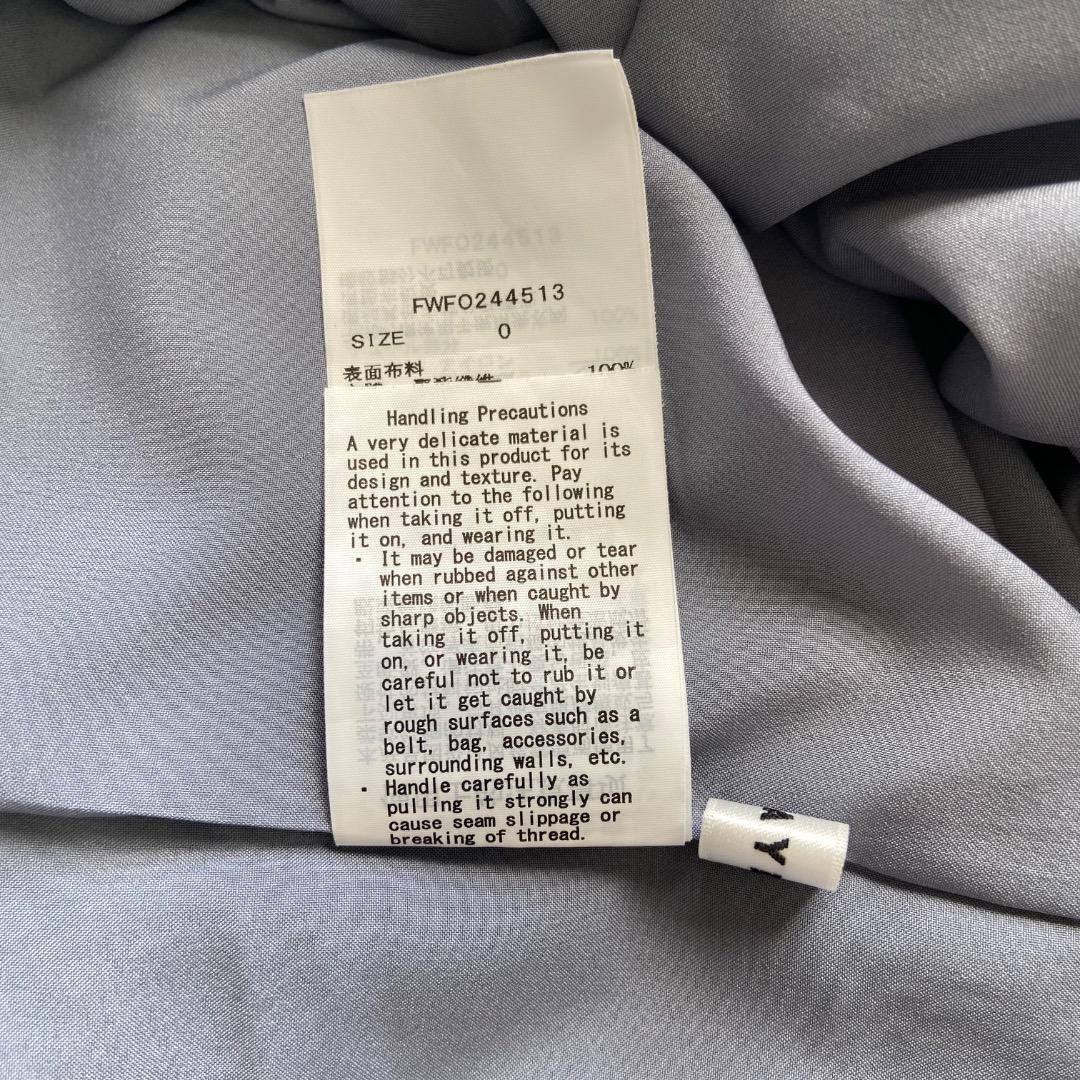 FWFO244513
SIZE 0
表面布料 100%
Handling Precautions
A very delicate material is
used in this product for its
design and texture. Pay
attention to the following
when taking it off, putting
it on, and wearing it.
・ It may be damaged or tear
when rubbed against other
items or when caught by
sharp objects. When
taking it off, putting it
on, or wearing it, be
careful not to rub it or
let it get caught by
rough surfaces such as a
belt, bag, accessories,
surrounding walls, etc.
・ Handle carefully as
pulling it strongly can
cause seam slippage or
breaking of thread.